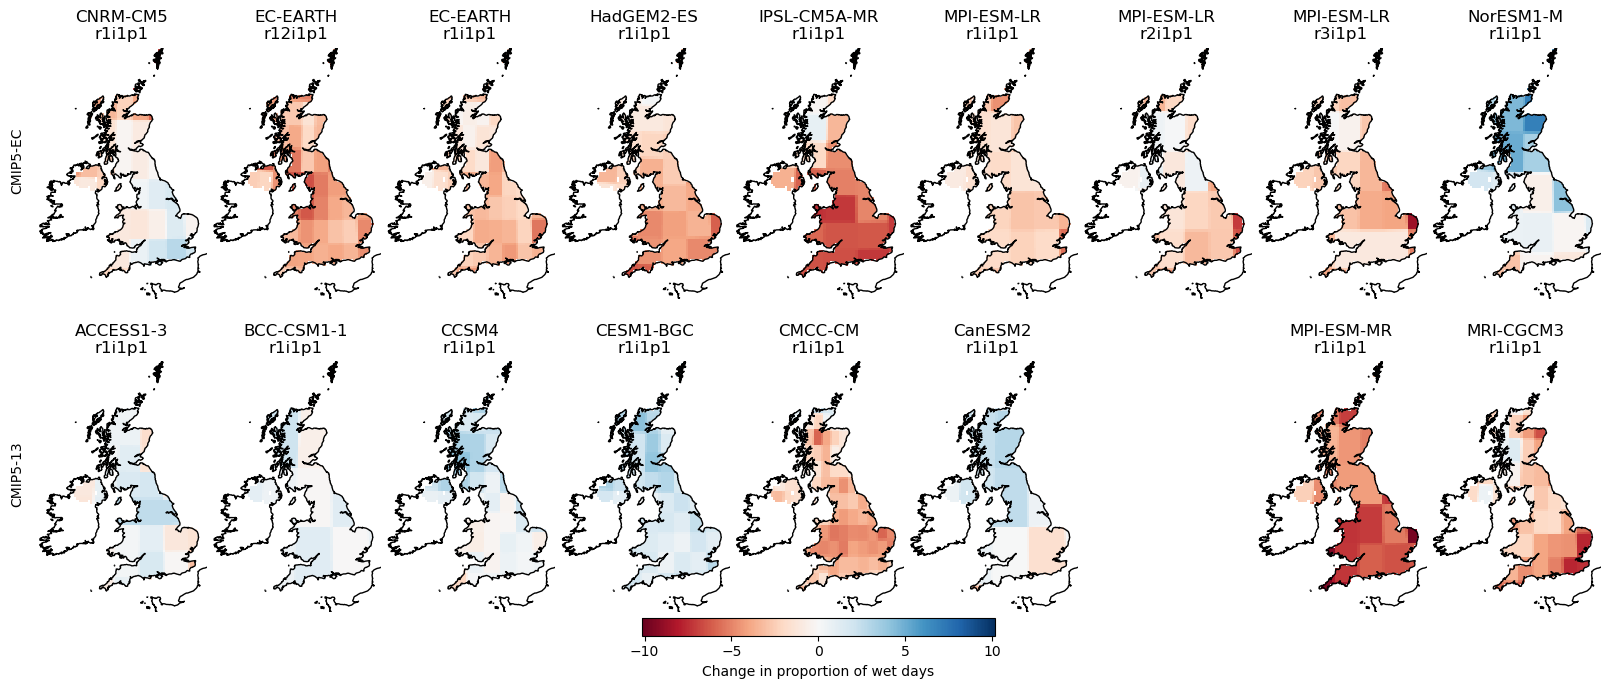 CNRM-CM5
r1i1p1
EC-EARTH
r12i1p1
EC-EARTH
r1i1p1
HadGEM2-ES
r1i1p1
IPSL-CM5A-MR
r1i1p1
MPI-ESM-LR
r1i1p1
MPI-ESM-LR
r2i1p1
MPI-ESM-LR
r3i1p1
NorESM1-M
r1i1p1
CMIP5-EC
ACCESS1-3
r1i1p1
BCC-CSM1-1
r1i1p1
CCSM4
r1i1p1
CESM1-BGC
r1i1p1
CMCC-CM
r1i1p1
CanESM2
r1i1p1
MPI-ESM-MR
r1i1p1
MRI-CGCM3
r1i1p1
CMIP5-13
−10 −5 0 5 10
Change in proportion of wet days